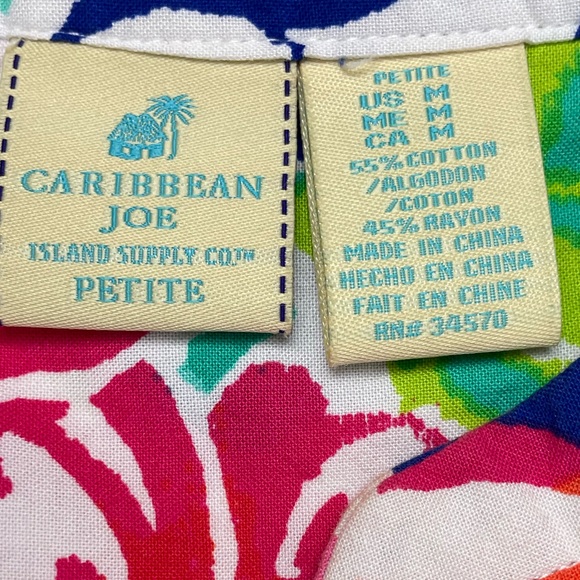 CARIBBEAN
JOE
ISLAND SUPPLY CO.™
PETITE
PETITE
US M
ME M
CA M
55% COTTON
/ALGODON
/COTON
45% RAYON
MADE IN CHINA
HECHO EN CHINA
FAIT EN CHINE
RN# 34570